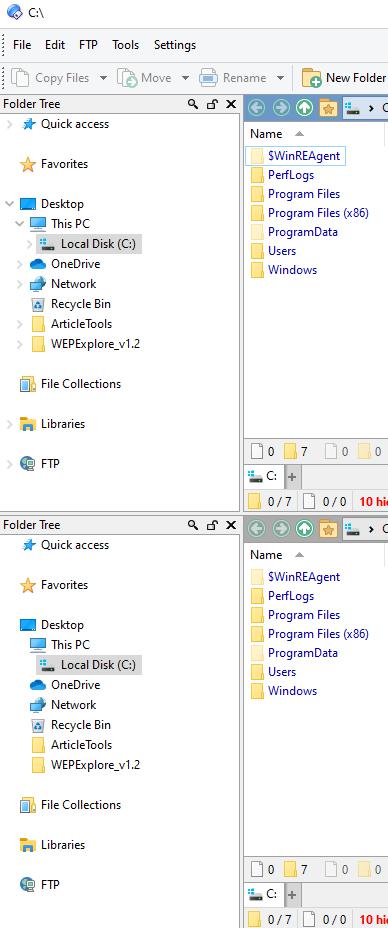 C:\
File Edit FTP Tools Settings
Copy Files Move Rename New Folder
Folder Tree
Quick access
Favorites
Desktop
This PC
Local Disk (C:)
OneDrive
Network
Recycle Bin
ArticleTools
WEPExplore_v1.2
File Collections
Libraries
FTP
Name
$WinREAgent
PerfLogs
Program Files
Program Files (x86)
ProgramData
Users
Windows
0 7 0 0
C: +
0 / 7 0 / 0 10 hi
Folder Tree
Quick access
Favorites
Desktop
This PC
Local Disk (C:)
OneDrive
Network
Recycle Bin
ArticleTools
WEPExplore_v1.2
File Collections
Libraries
FTP
Name
$WinREAgent
PerfLogs
Program Files
Program Files (x86)
ProgramData
Users
Windows
0 7 0 0
C: +
0 / 7 0 / 0 10 hi